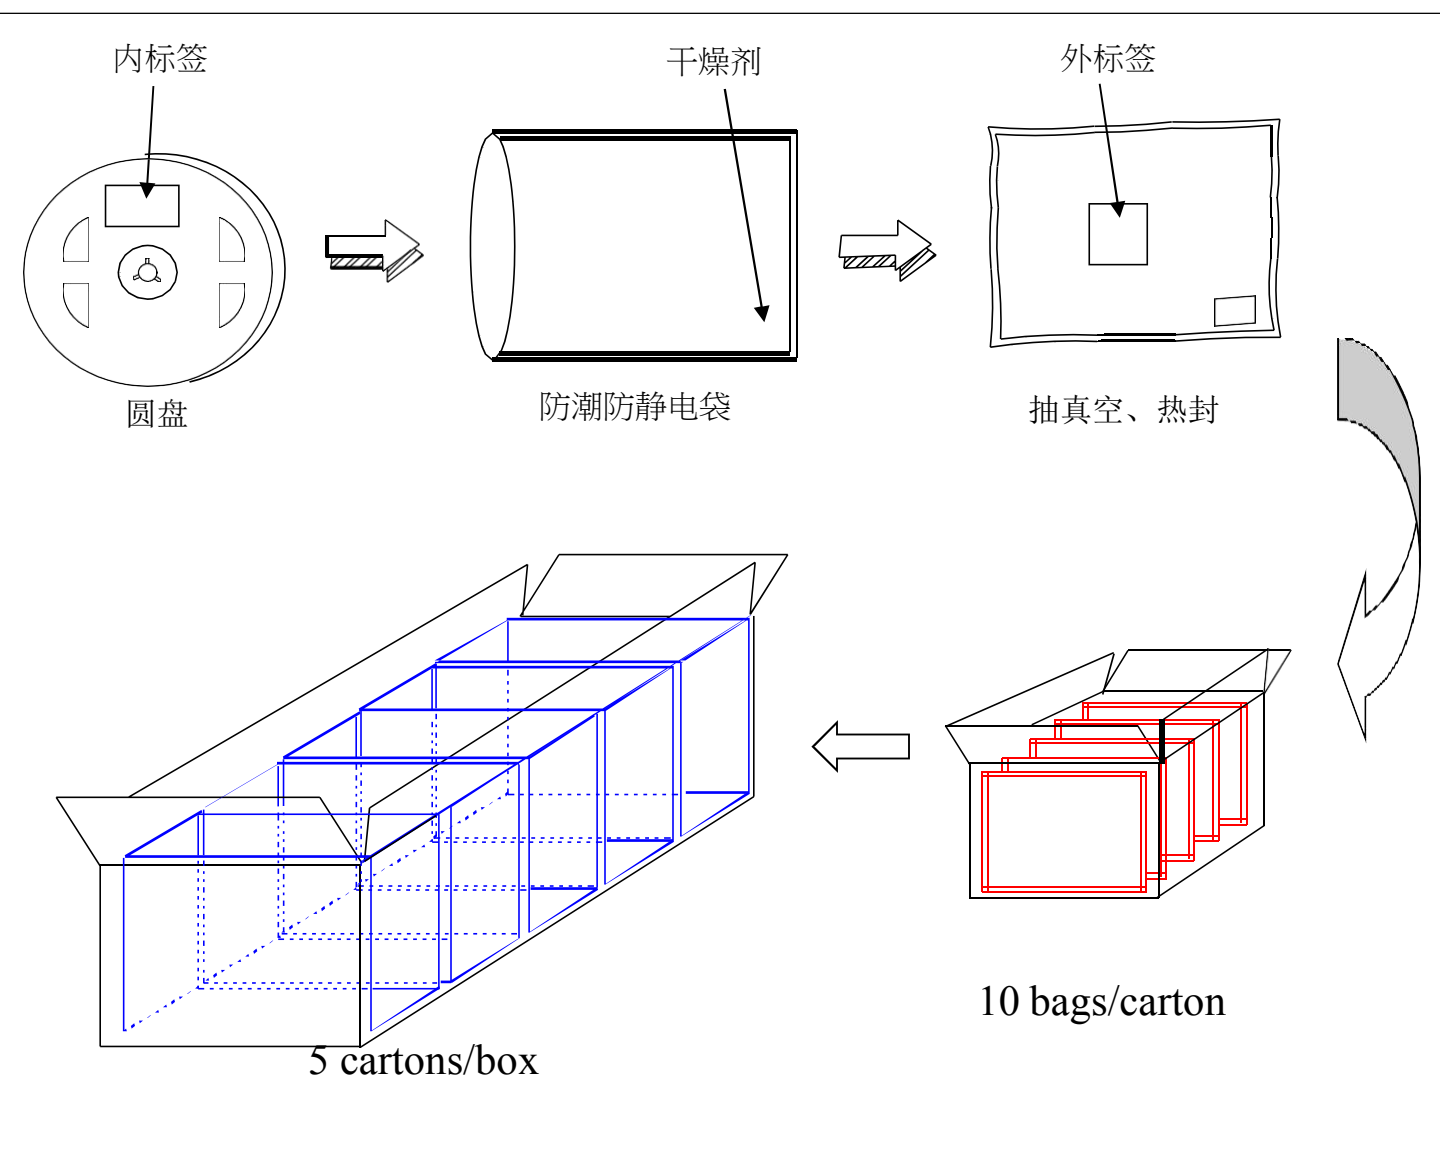 内标签
干燥剂
外标签
圆盘
防潮防静电袋
抽真空、热封
10 bags/carton
5 cartons/box